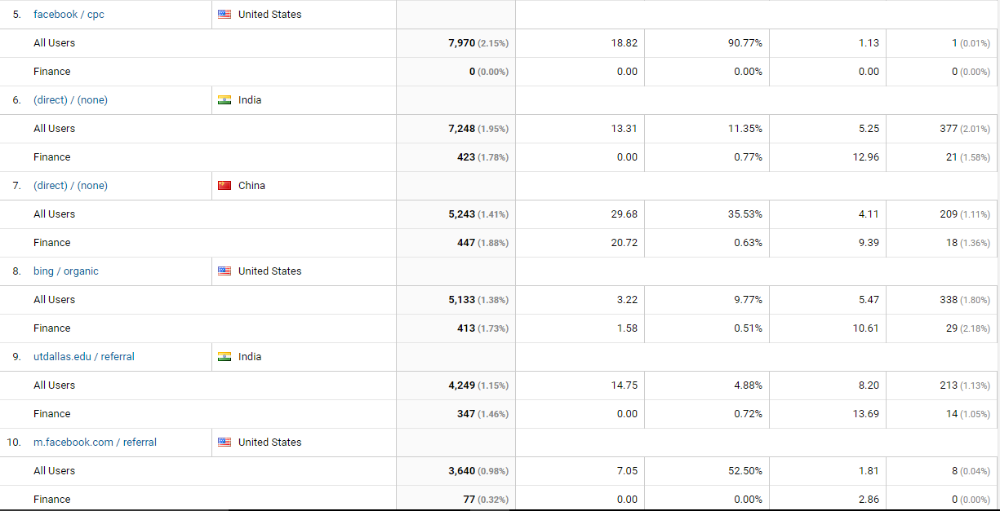 5. facebook / cpc United States
All Users 7,970 (2.15%) 18.82 90.77% 1.13 1 (0.01%)
Finance 0 (0.00%) 0.00 0.00% 0.00 0 (0.00%)
6. (direct) / (none) India
All Users 7,248 (1.95%) 13.31 11.35% 5.25 377 (2.01%)
Finance 423 (1.78%) 0.00 0.77% 12.96 21 (1.58%)
7. (direct) / (none) China
All Users 5,243 (1.41%) 29.68 35.53% 4.11 209 (1.11%)
Finance 447 (1.88%) 20.72 0.63% 9.39 18 (1.36%)
8. bing / organic United States
All Users 5,133 (1.38%) 3.22 9.77% 5.47 338 (1.80%)
Finance 413 (1.73%) 1.58 0.51% 10.61 29 (2.18%)
9. utdallas.edu / referral India
All Users 4,249 (1.15%) 14.75 4.88% 8.20 213 (1.13%)
Finance 347 (1.46%) 0.00 0.72% 13.69 14 (1.05%)
10. m.facebook.com / referral United States
All Users 3,640 (0.98%) 7.05 52.50% 1.81 8 (0.04%)
Finance 77 (0.32%) 0.00 0.00% 2.86 0 (0.00%)